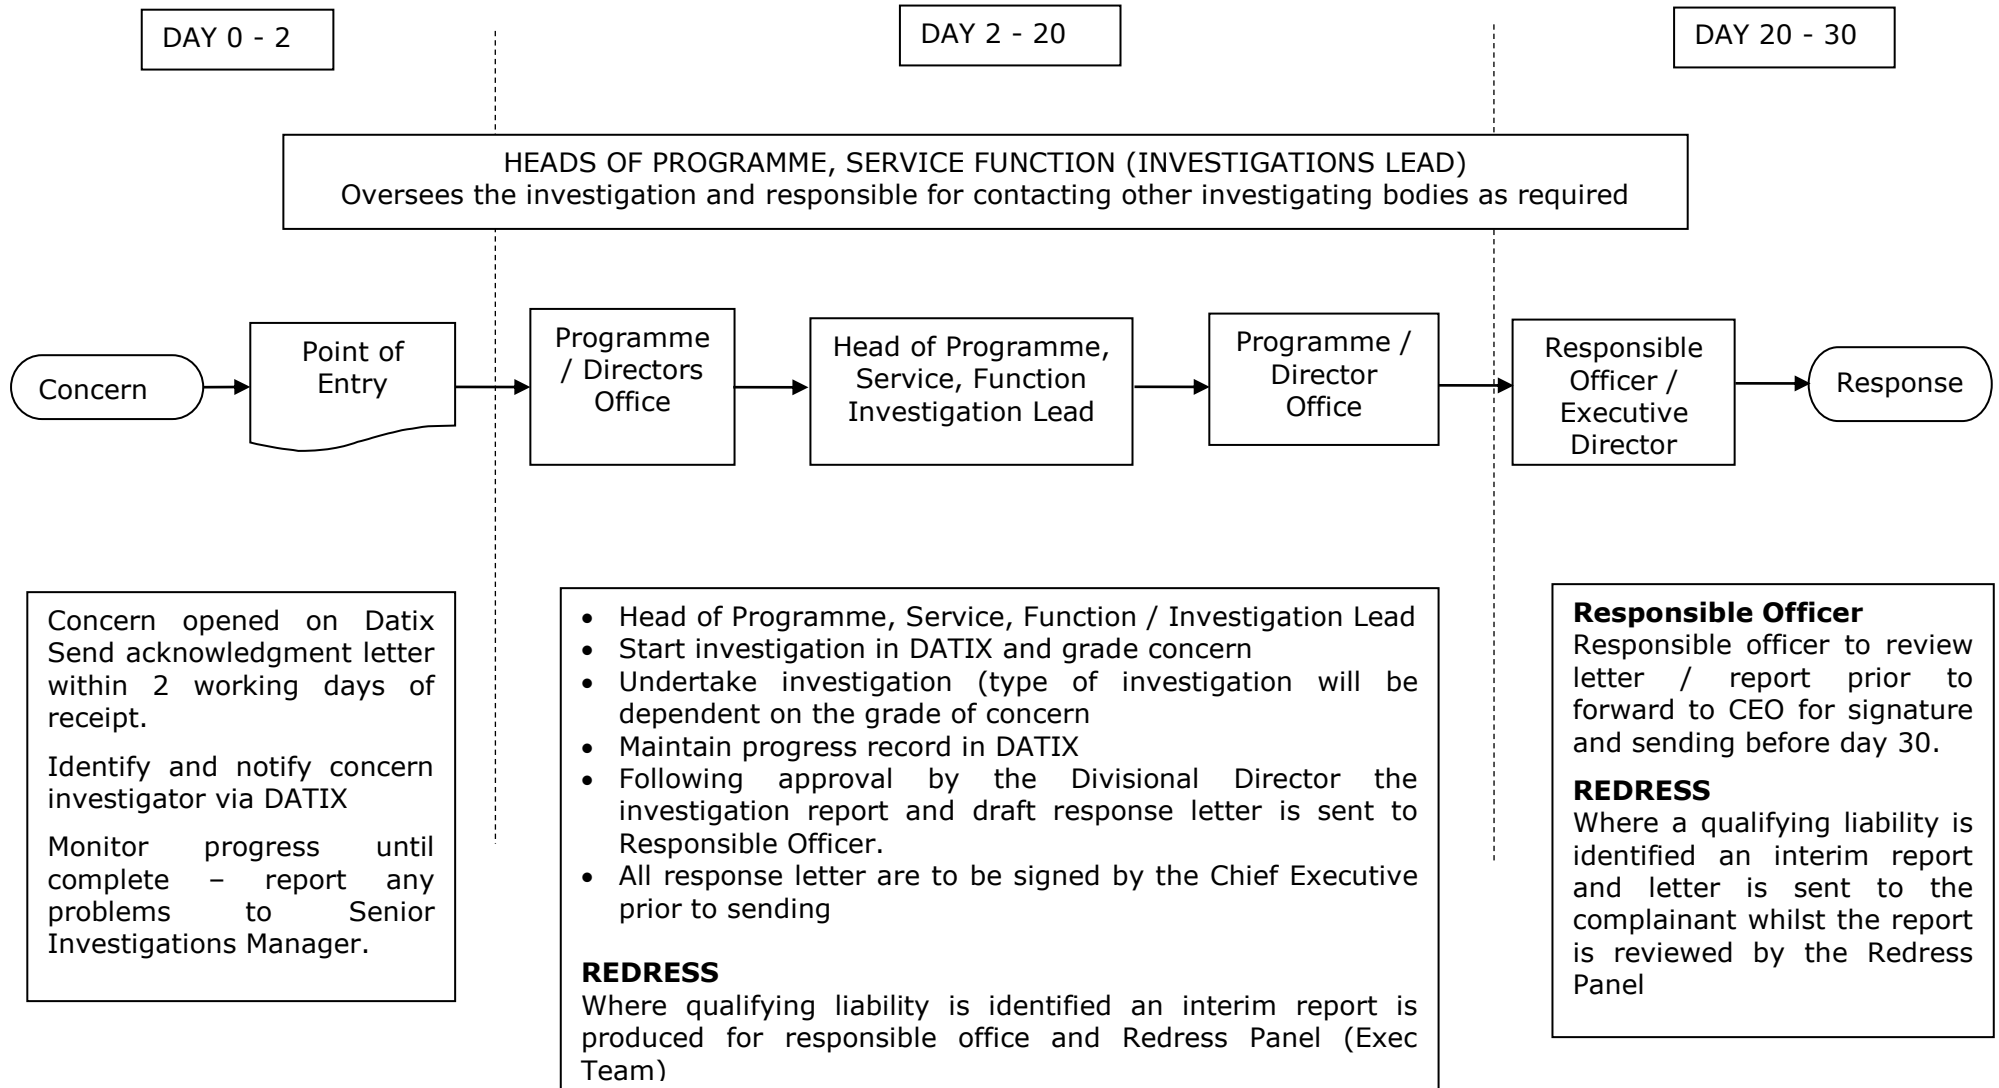 DAY 0 - 2
DAY 2 - 20
DAY 20 - 30
HEADS OF PROGRAMME, SERVICE FUNCTION (INVESTIGATIONS LEAD)
Oversees the investigation and responsible for contacting other investigating bodies as required
Concern
Point of
Entry
Programme
/ Directors
Office
Head of Programme,
Service, Function
Investigation Lead
Programme /
Director
Office
Responsible
Officer /
Executive
Director
Response
Concern opened on Datix
Send acknowledgment letter
within 2 working days of
receipt.
Identify and notify concern
investigator via DATIX
Monitor progress until
complete – report any
problems to Senior
Investigations Manager.
• Head of Programme, Service, Function / Investigation Lead
• Start investigation in DATIX and grade concern
• Undertake investigation (type of investigation will be
dependent on the grade of concern
• Maintain progress record in DATIX
• Following approval by the Divisional Director the
investigation report and draft response letter is sent to
Responsible Officer.
• All response letter are to be signed by the Chief Executive
prior to sending
REDRESS
Where qualifying liability is identified an interim report is
produced for responsible office and Redress Panel (Exec
Team)
Responsible Officer
Responsible officer to review
letter / report prior to
forward to CEO for signature
and sending before day 30.
REDRESS
Where a qualifying liability is
identified an interim report
and letter is sent to the
complainant whilst the report
is reviewed by the Redress
Panel